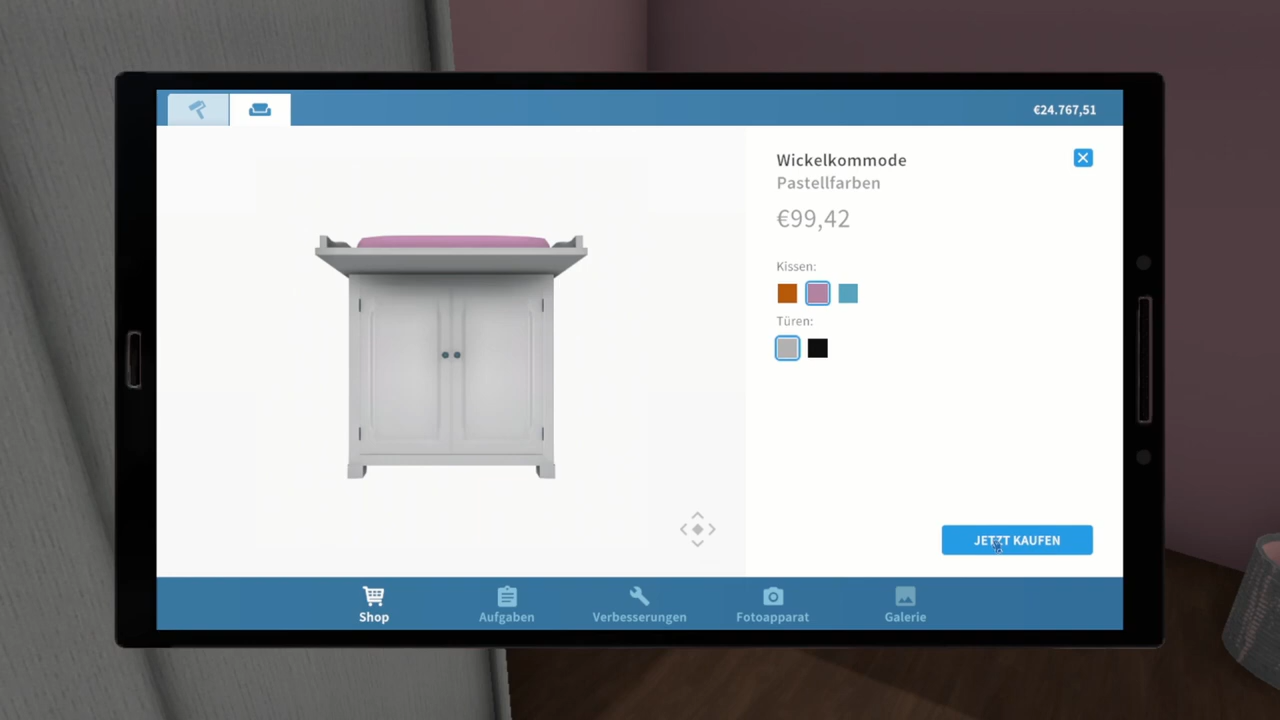 €24.767,51
Wickelkommode
Pastellfarben
€99,42
Kissen:
Türen:
JETZT KAUFEN
Shop
Aufgaben
Verbesserungen
Fotoapparat
Galerie